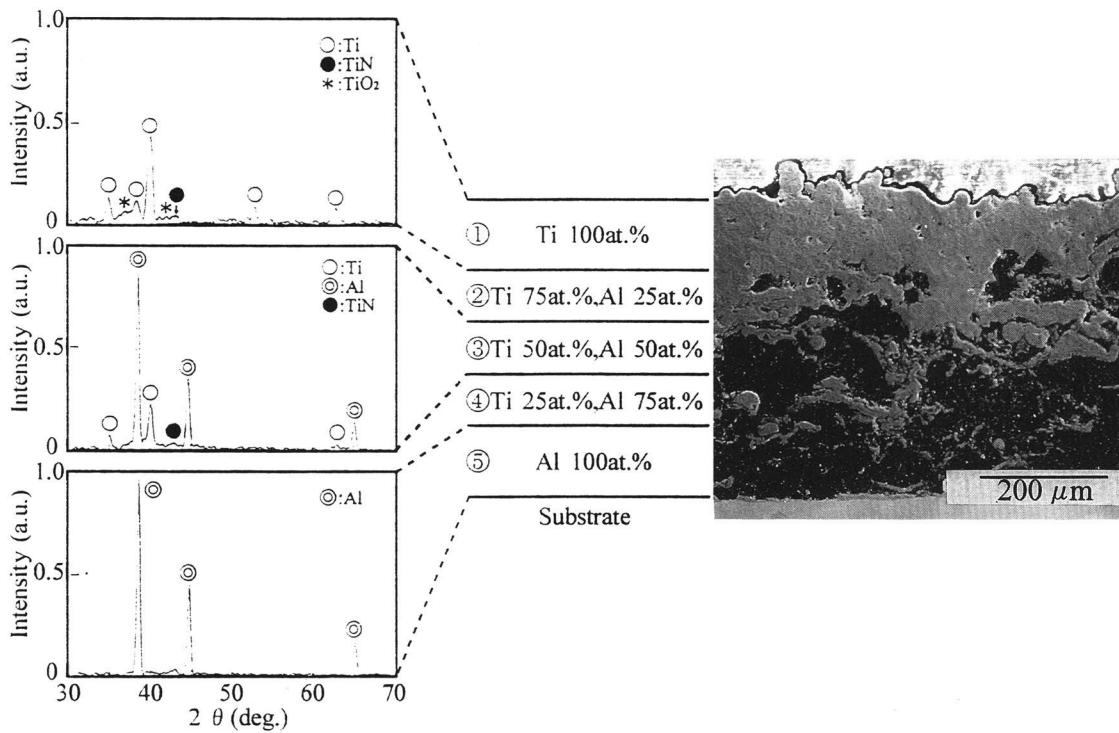 1.0
○:Ti
●:TiN
*:TiO₂
Intensity (a.u.)
0.5
0
1.0
○:Ti
◎:Al
●:TiN
Intensity (a.u.)
0.5
0
1.0
◎:Al
Intensity (a.u.)
0.5
0
30 40 50 60 70
2 θ (deg.)
① Ti 100at.%
②Ti 75at.%,Al 25at.%
③Ti 50at.%,Al 50at.%
④Ti 25at.%,Al 75at.%
⑤ Al 100at.%
Substrate
200 μm